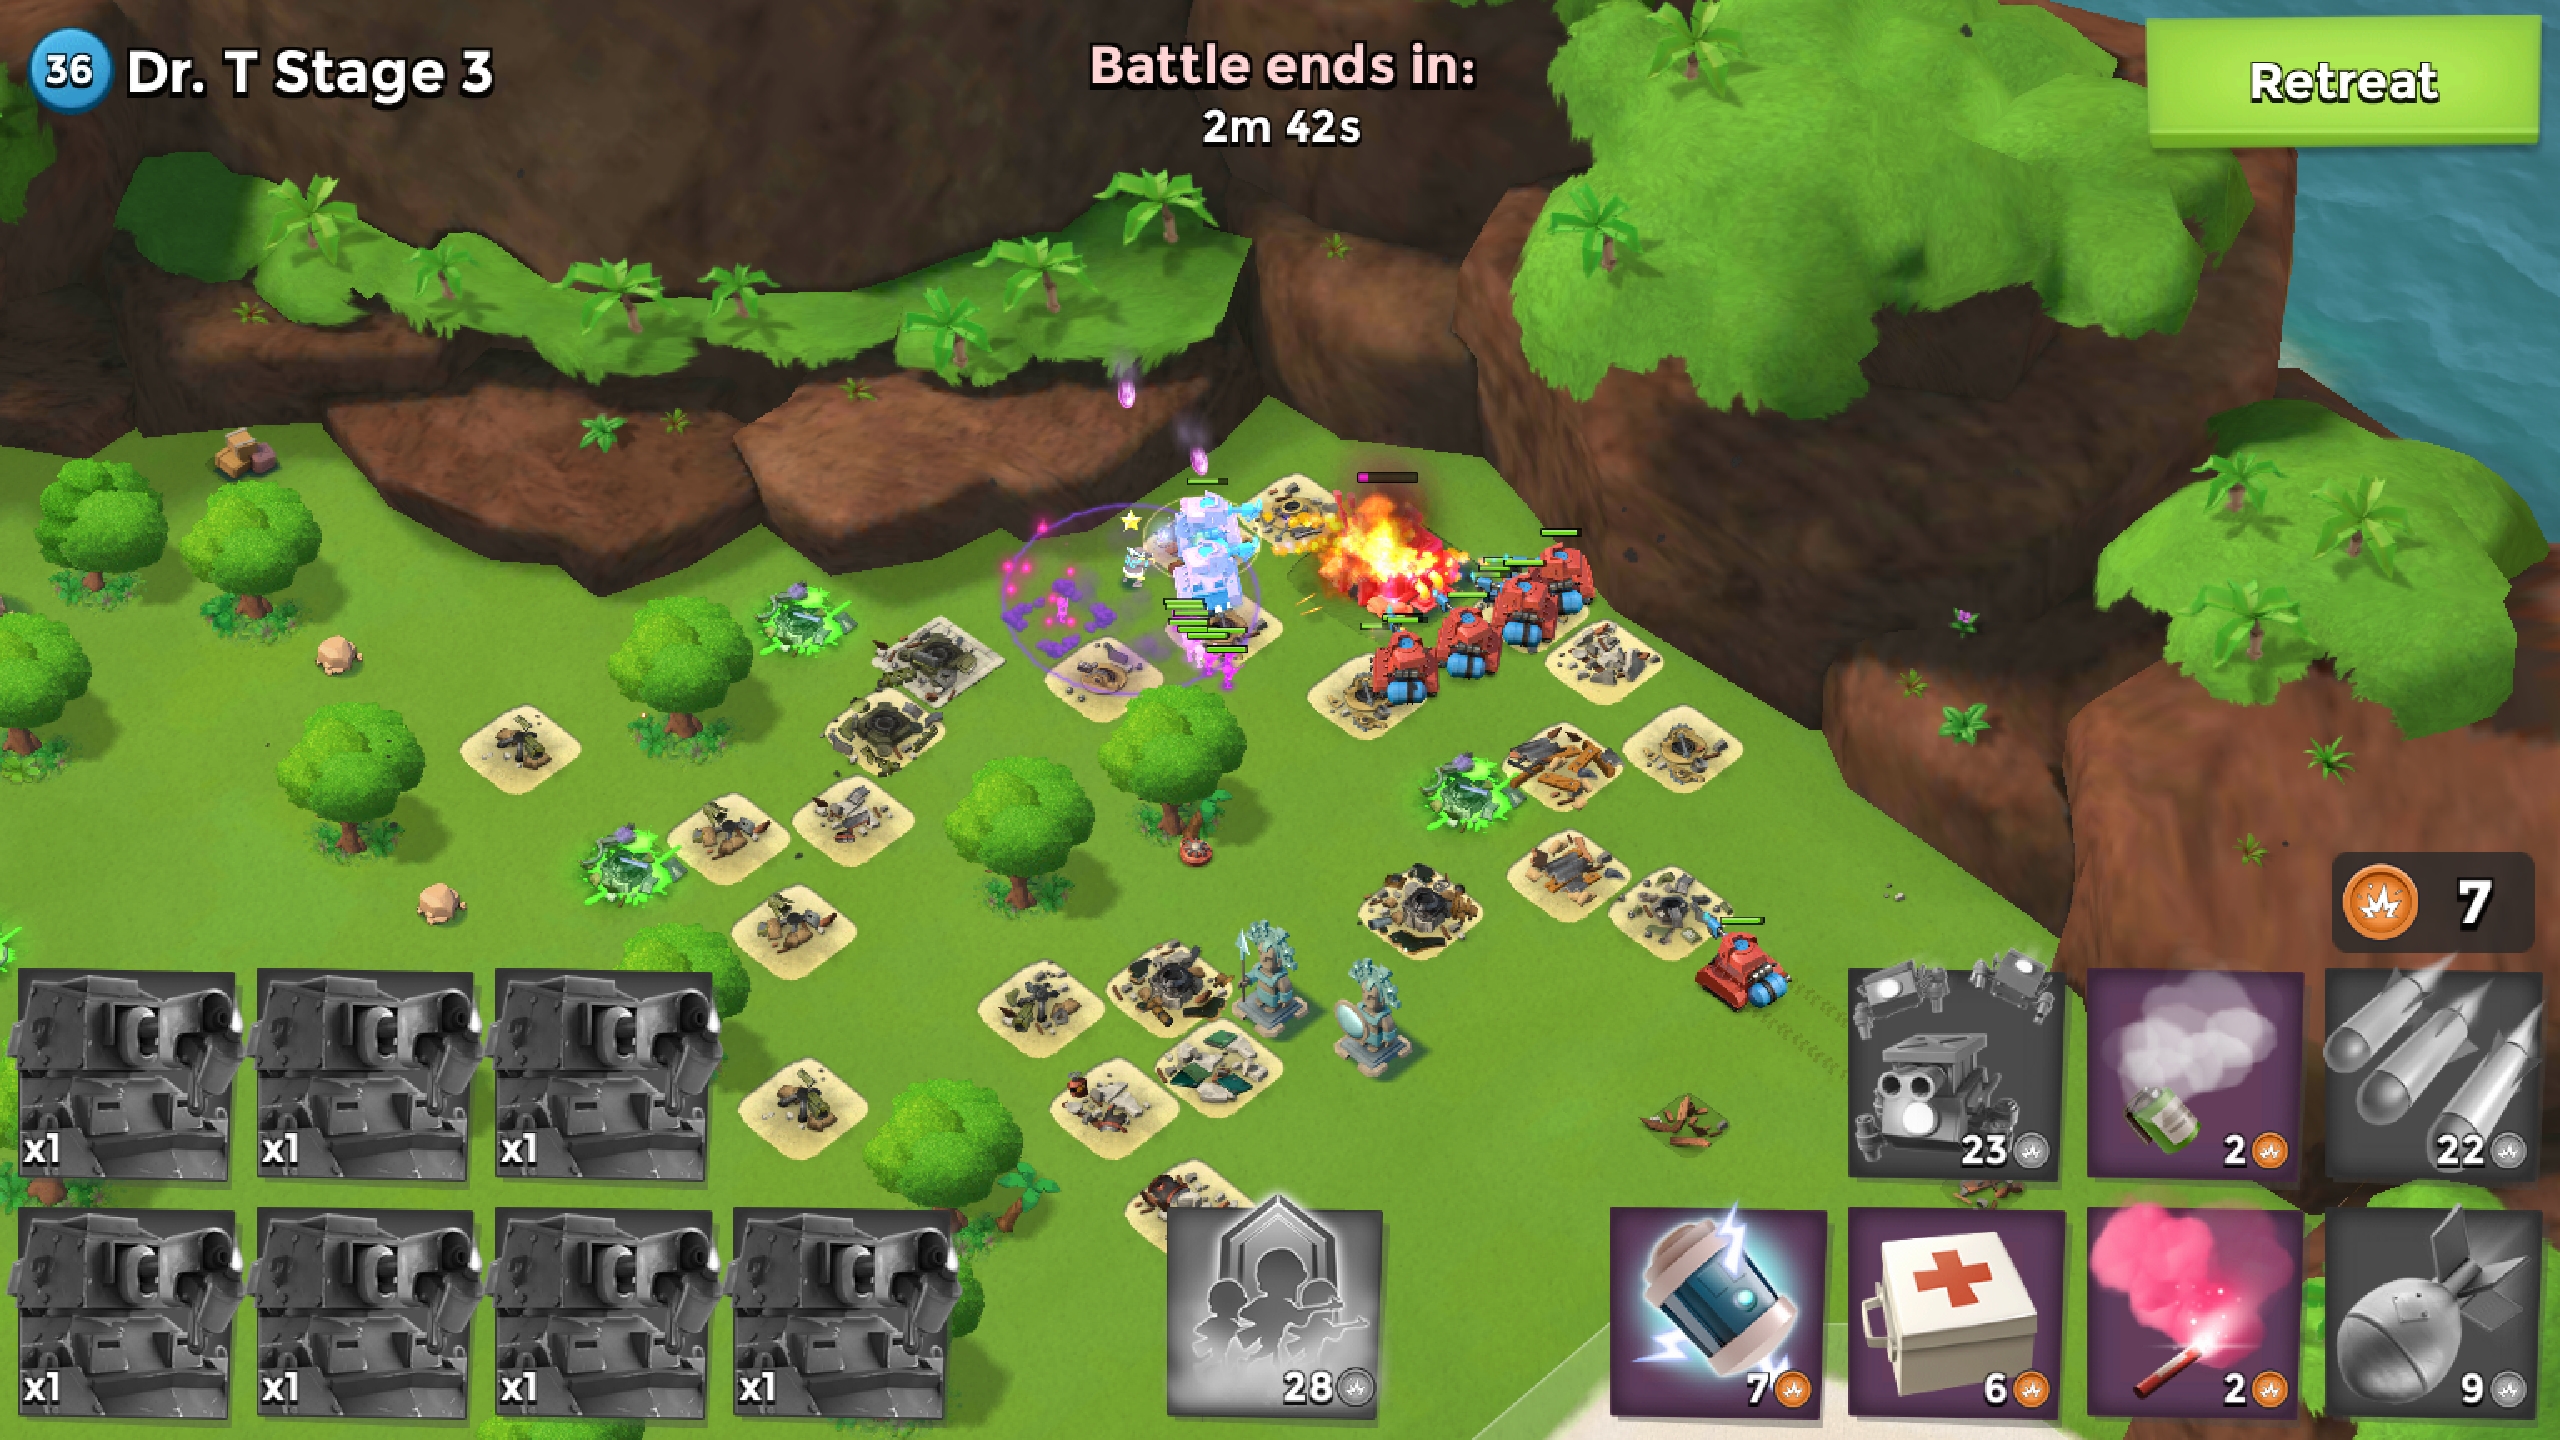 36 Dr. T Stage 3
Battle ends in:
2m 42s
Retreat
7
x1 x1 x1
23 2 22
x1 x1 x1 x1
28 7 6 2 9